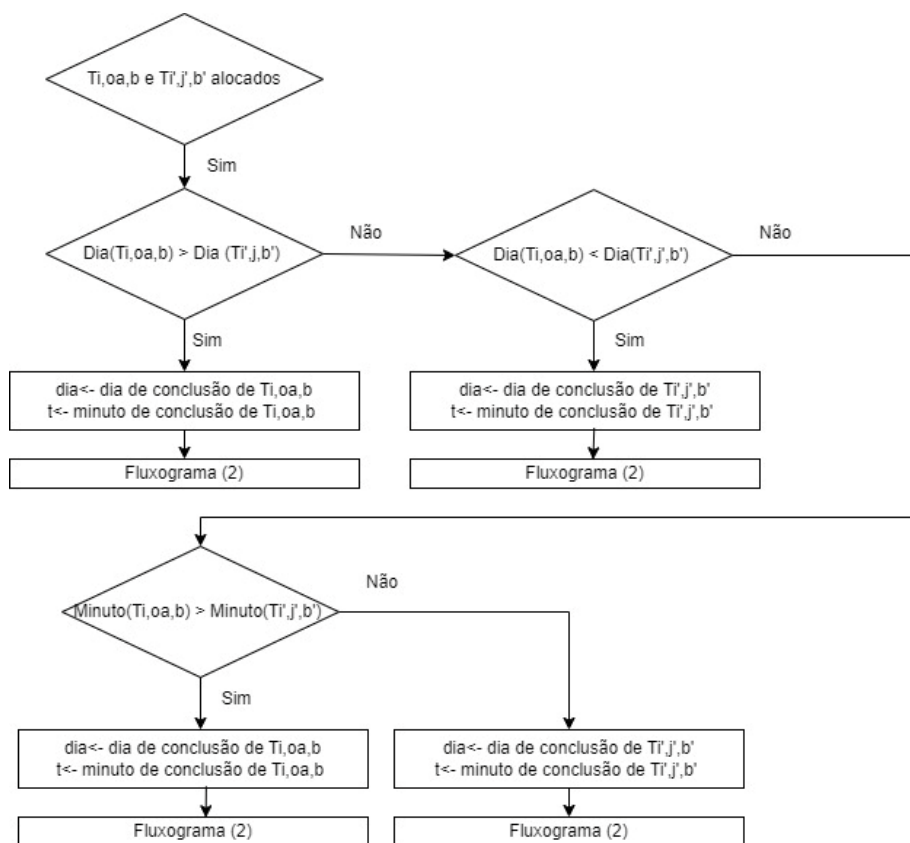 Ti,oa,b e Ti',j',b' alocados
Sim
Dia(Ti,oa,b) > Dia (Ti',j,b')
Não
Dia(Ti,oa,b) < Dia(Ti',j',b')
Não
Sim
Sim
dia<- dia de conclusão de Ti,oa,b
t<- minuto de conclusão de Ti,oa,b
dia<- dia de conclusão de Ti',j',b'
t<- minuto de conclusão de Ti',j',b'
Fluxograma (2)
Fluxograma (2)
Minuto(Ti,oa,b) > Minuto(Ti',j',b')
Não
Sim
dia<- dia de conclusão de Ti,oa,b
t<- minuto de conclusão de Ti,oa,b
dia<- dia de conclusão de Ti',j',b'
t<- minuto de conclusão de Ti',j',b'
Fluxograma (2)
Fluxograma (2)